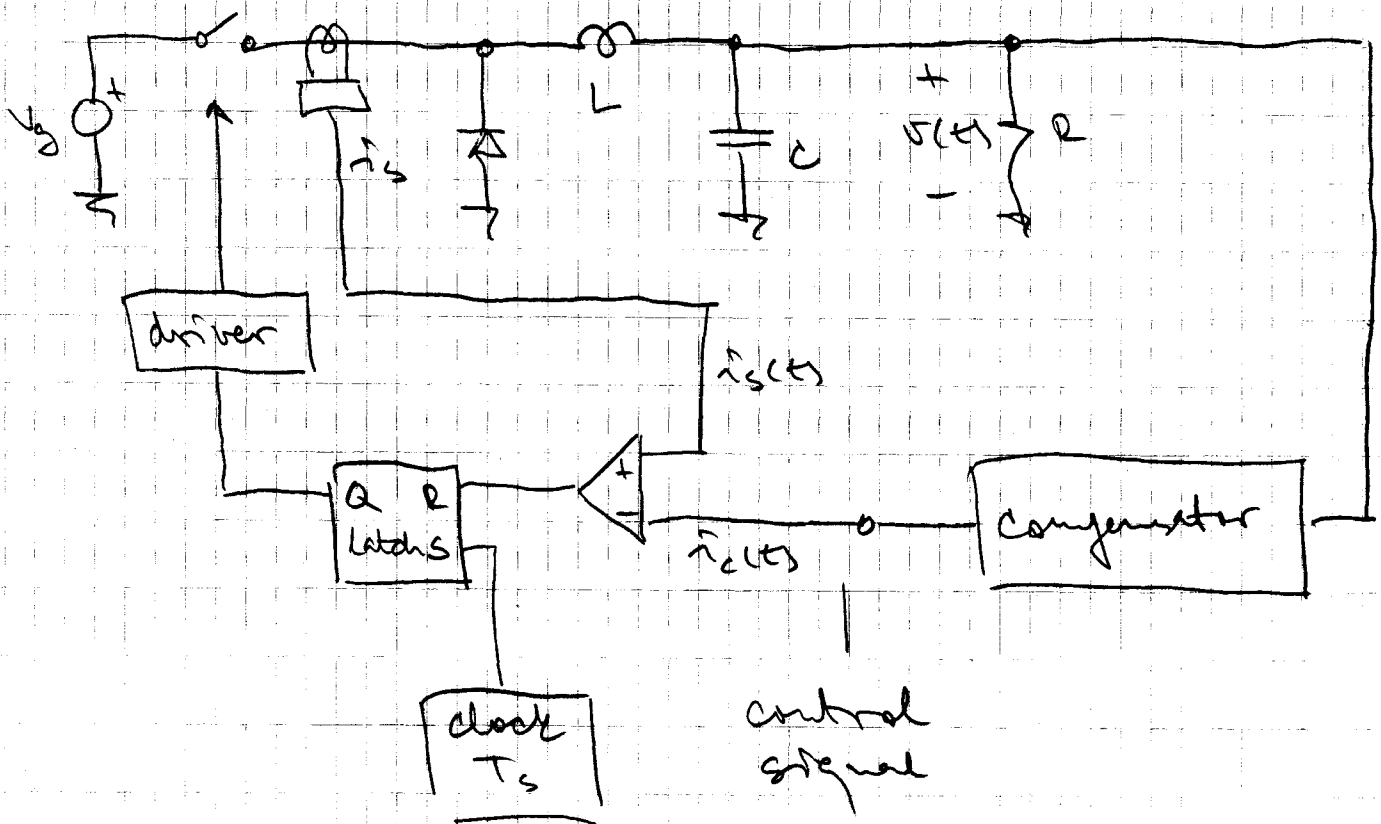 +
L
Vg
+
is
C
v(t)
R
-
driver
is(t)
+
-
Q R
Latch S
ic(t)
compensator
clock
Ts
control
signal